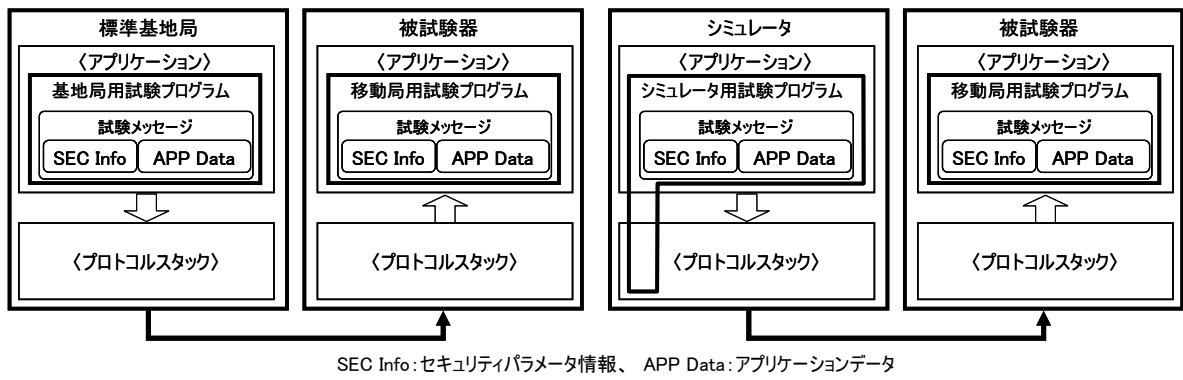 標準基地局
〈アプリケーション〉
基地局用試験プログラム
試験メッセージ
SEC Info
APP Data
〈プロトコルスタック〉
被試験器
〈アプリケーション〉
移動局用試験プログラム
試験メッセージ
SEC Info
APP Data
〈プロトコルスタック〉
シミュレータ
〈アプリケーション〉
シミュレータ用試験プログラム
試験メッセージ
SEC Info
APP Data
〈プロトコルスタック〉
被試験器
〈アプリケーション〉
移動局用試験プログラム
試験メッセージ
SEC Info
APP Data
〈プロトコルスタック〉
SEC Info：セキュリティパラメータ情報、 APP Data：アプリケーションデータ